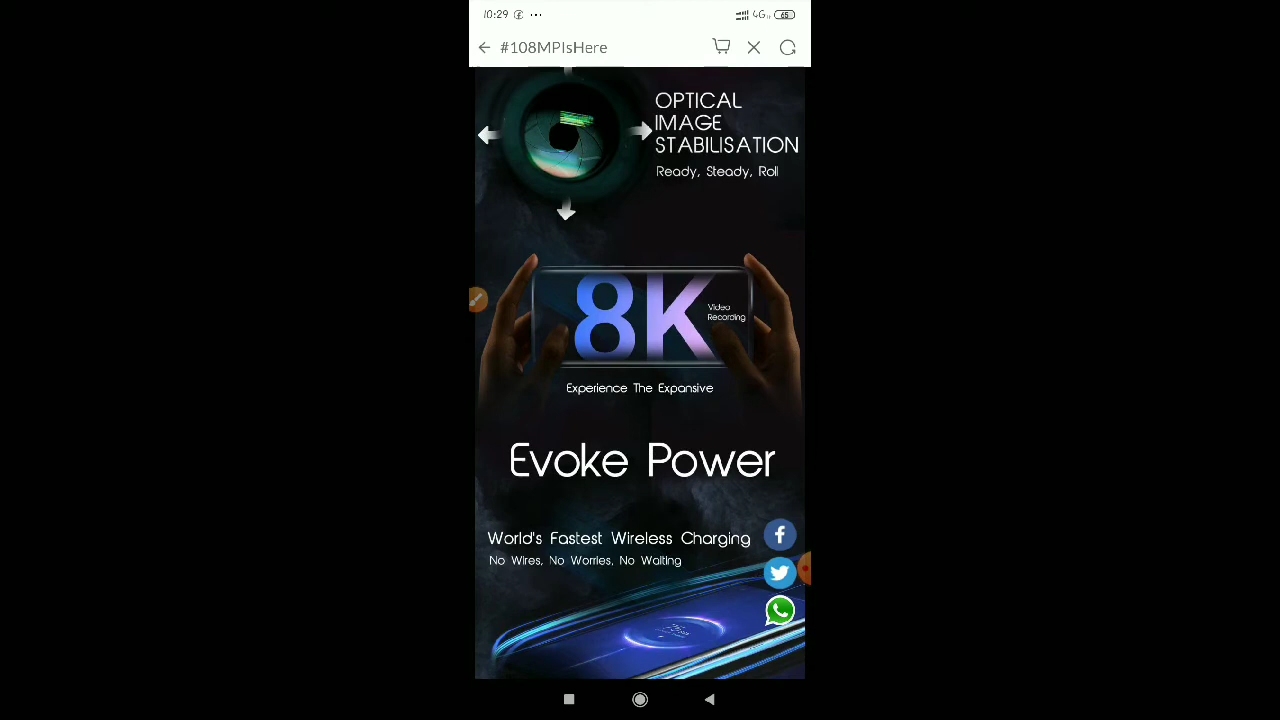 10:29
4G
65
#108MPIsHere
OPTICAL
IMAGE
STABILISATION
Ready, Steady, Roll
8K
Video
Recording
Experience The Expansive
Evoke Power
World's Fastest Wireless Charging
No Wires, No Worries, No Waiting